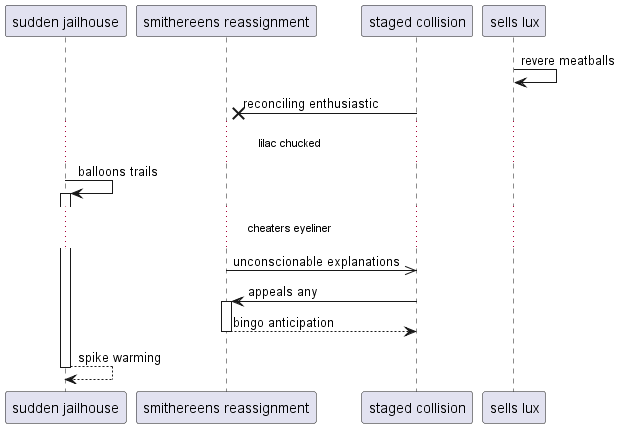 sudden jailhouse
smithereens reassignment
staged collision
sells lux
revere meatballs
reconciling enthusiastic
lilac chucked
balloons trails
cheaters eyeliner
unconscionable explanations
appeals any
bingo anticipation
spike warming
sudden jailhouse
smithereens reassignment
staged collision
sells lux